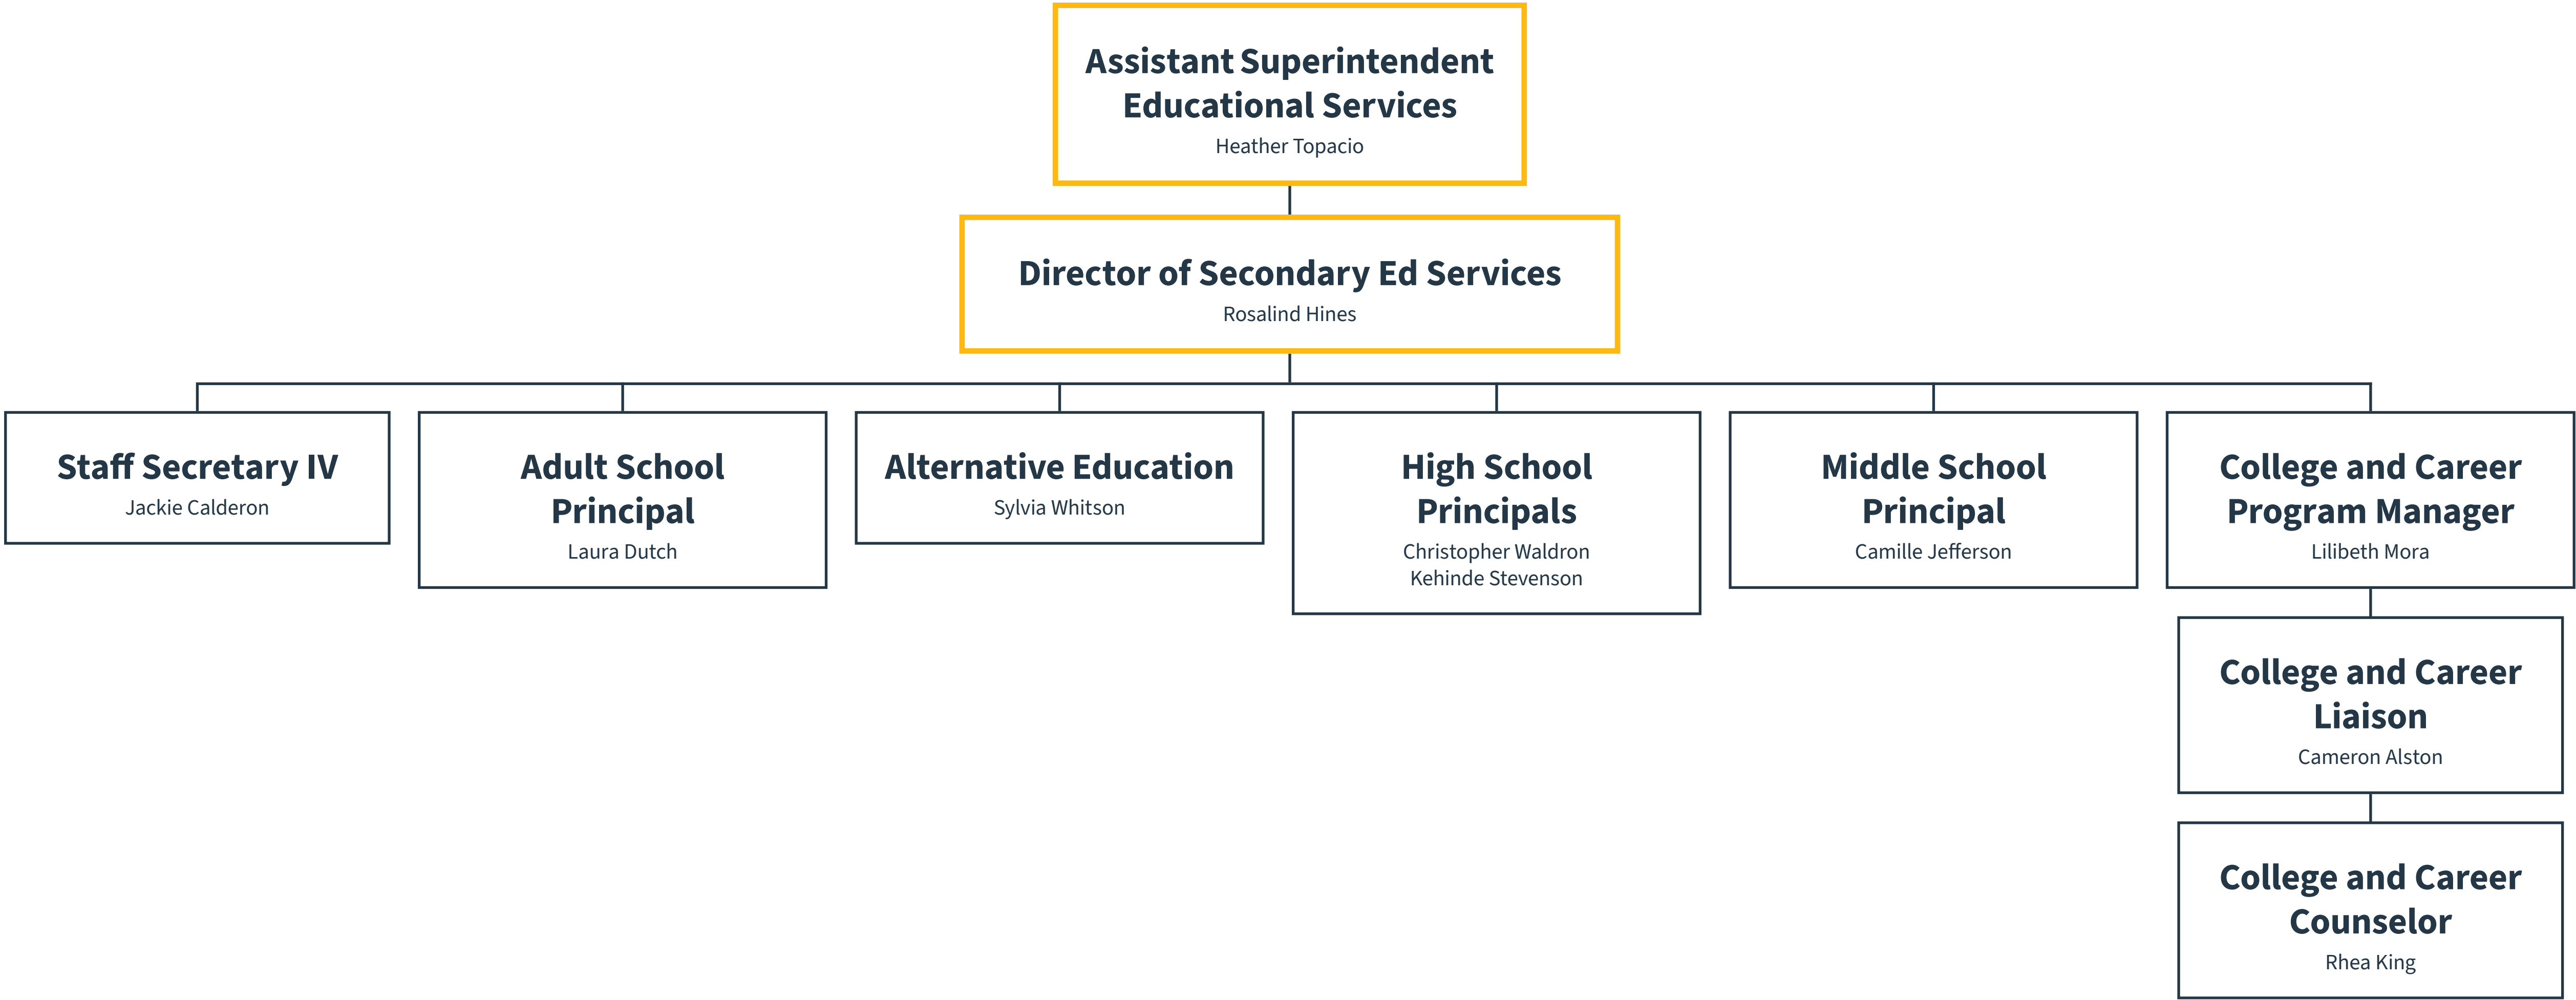 Assistant Superintendent
Educational Services
Heather Topacio
Director of Secondary Ed Services
Rosalind Hines
Staff Secretary IV
Jackie Calderon
Adult School
Principal
Laura Dutch
Alternative Education
Sylvia Whitson
High School
Principals
Christopher Waldron
Kehinde Stevenson
Middle School
Principal
Camille Jefferson
College and Career
Program Manager
Lilibeth Mora
College and Career
Liaison
Cameron Alston
College and Career
Counselor
Rhea King